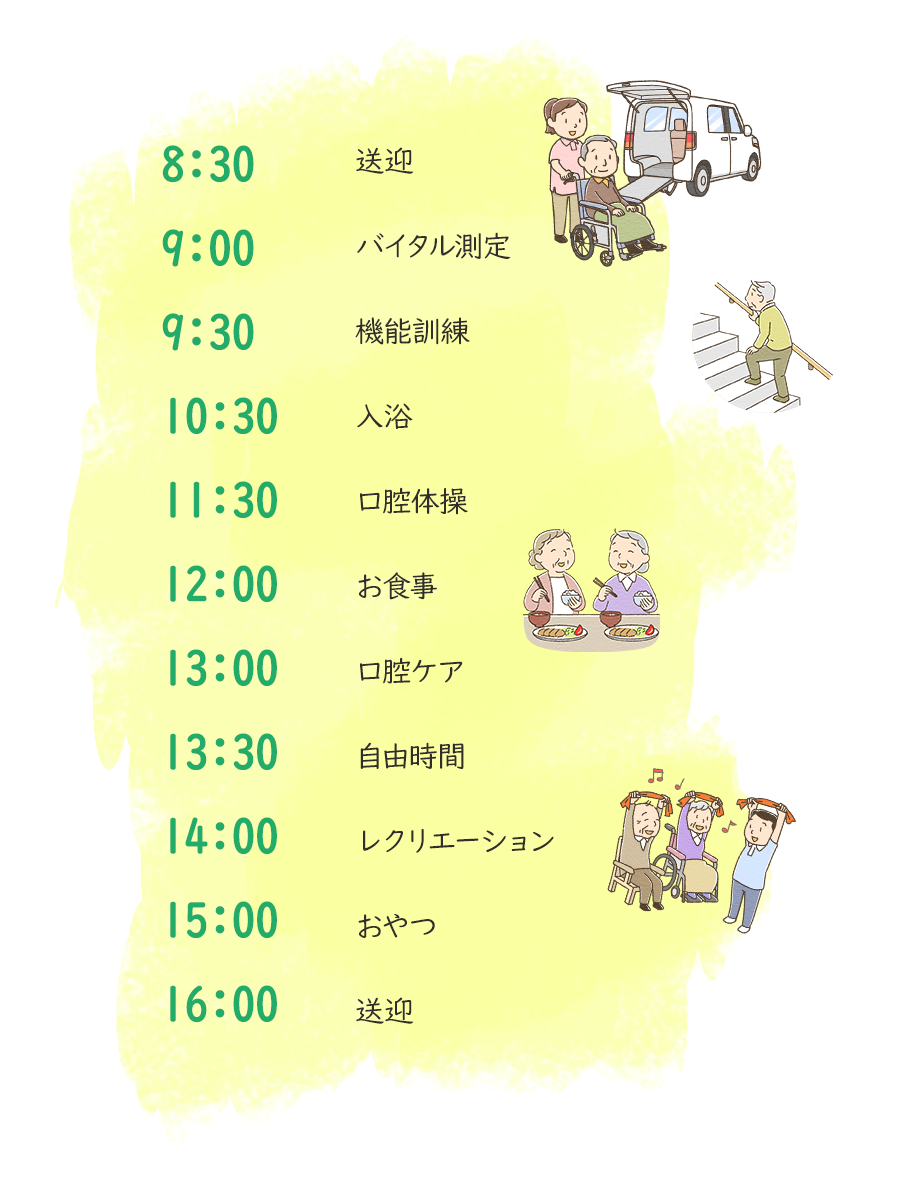 8:30 送迎
9:00 バイタル測定
9:30 機能訓練
10:30 入浴
11:30 口腔体操
12:00 お食事
13:00 口腔ケア
13:30 自由時間
14:00 レクリエーション
15:00 おやつ
16:00 送迎